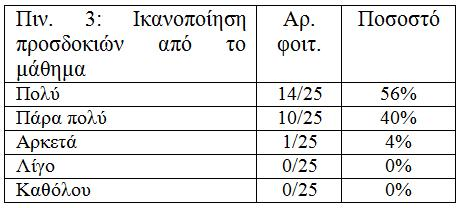 Πιν. 3: Ικανοποίηση Αρ. Ποσοστό
προσδοκιών από το φοιτ.
μάθημα
Πολύ 14/25 56%
Πάρα πολύ 10/25 40%
Αρκετά 1/25 4%
Λίγο 0/25 0%
Καθόλου 0/25 0%